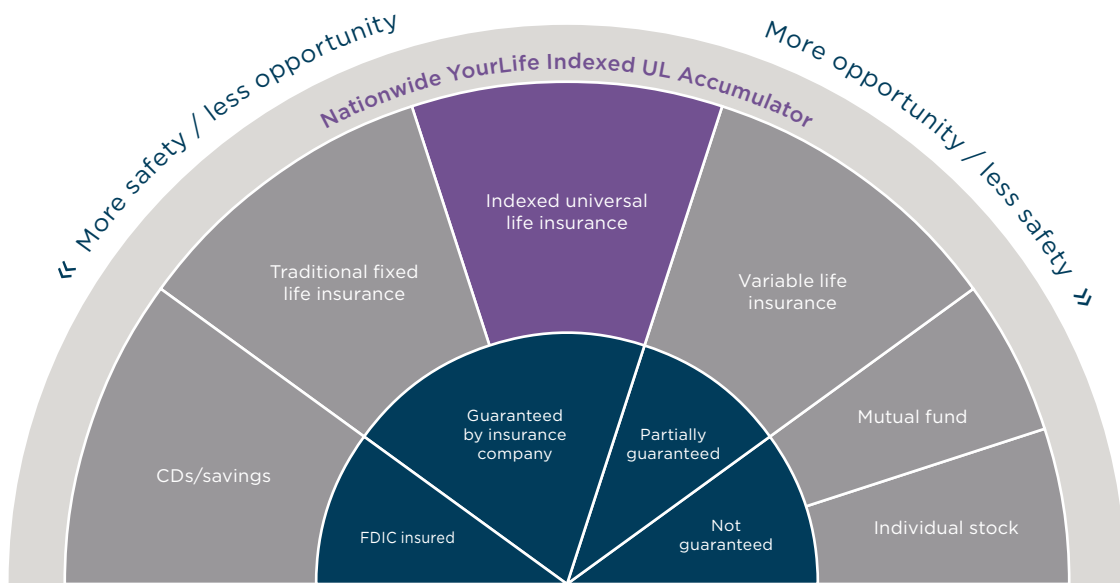 « More safety / less opportunity
More opportunity / less safety »
Nationwide YourLife Indexed UL Accumulator
Indexed universal
life insurance
Traditional fixed
life insurance
Variable life
insurance
CDs/savings
Mutual fund
Individual stock
Guaranteed
by insurance
company
Partially
guaranteed
FDIC insured
Not
guaranteed